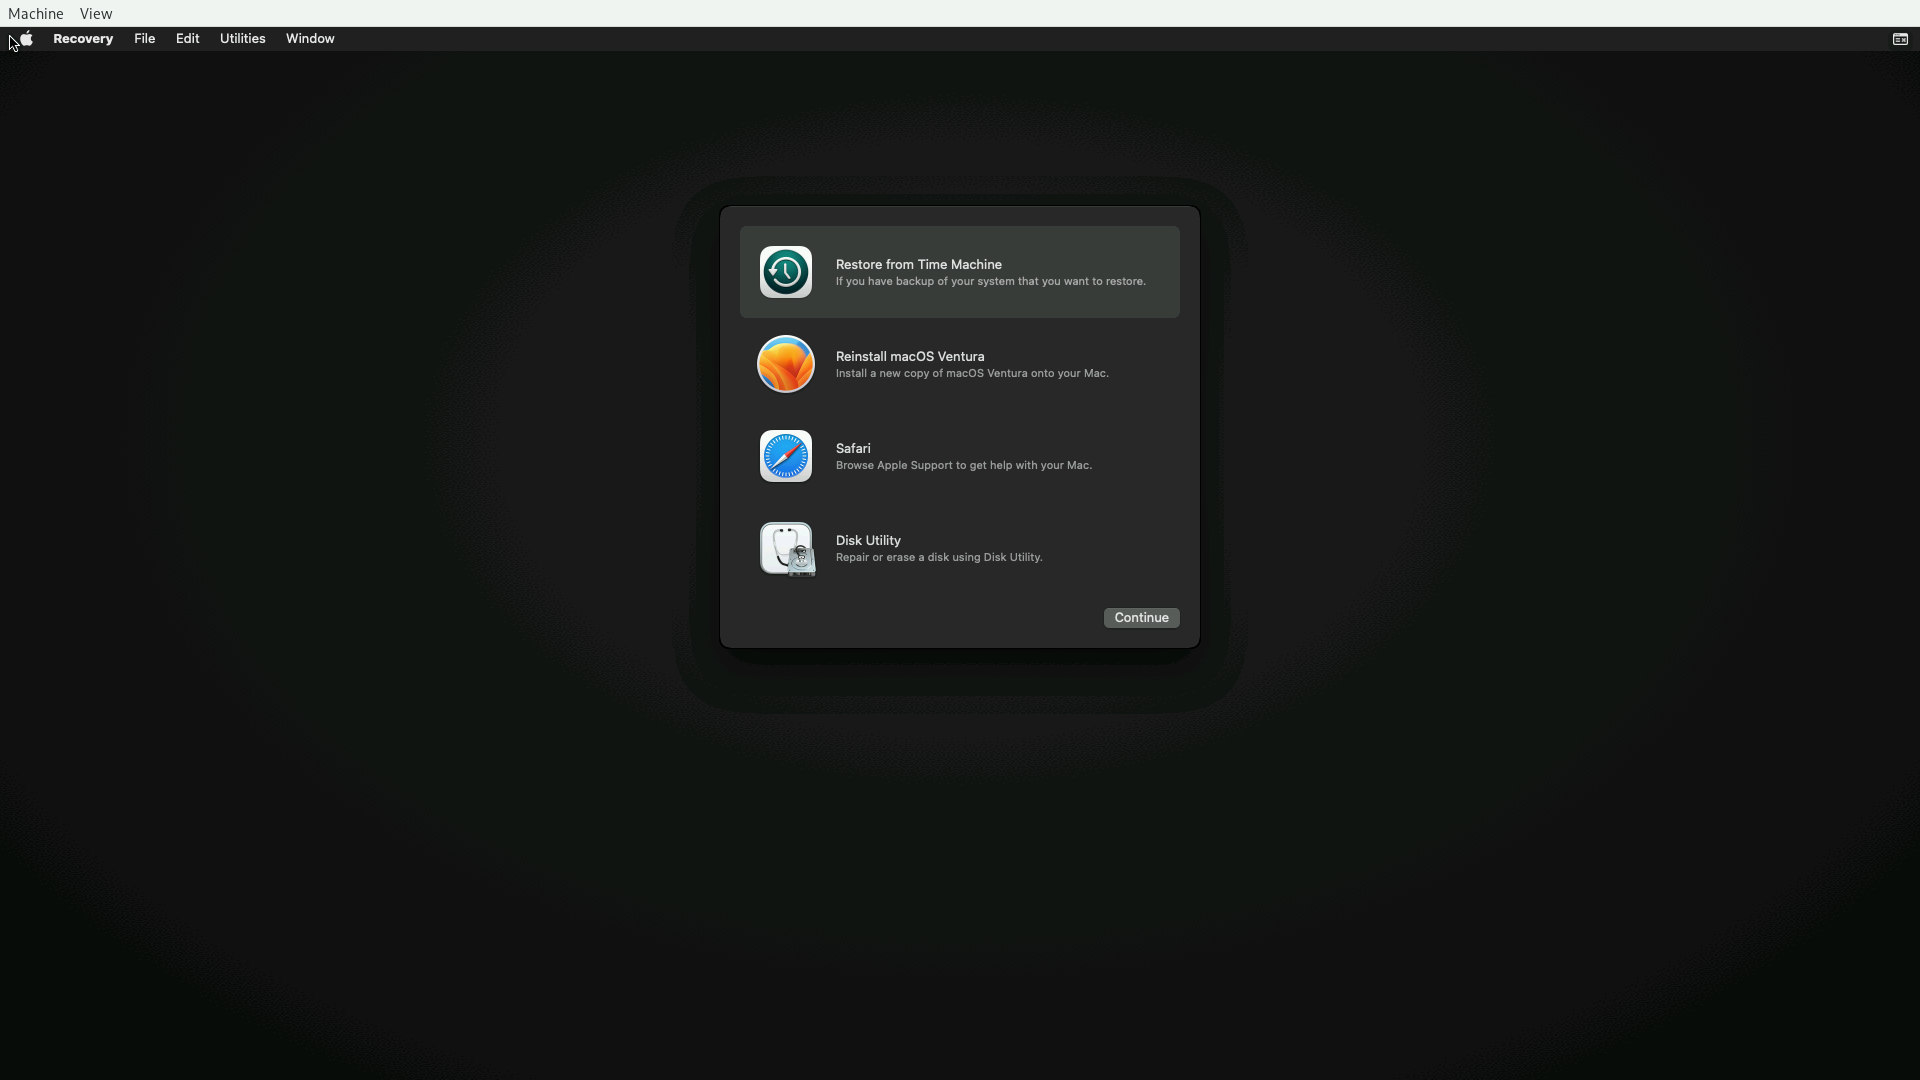 Machine View
Recovery File Edit Utilities Window
Restore from Time Machine
If you have backup of your system that you want to restore.
Reinstall macOS Ventura
Install a new copy of macOS Ventura onto your Mac.
Safari
Browse Apple Support to get help with your Mac.
Disk Utility
Repair or erase a disk using Disk Utility.
Continue